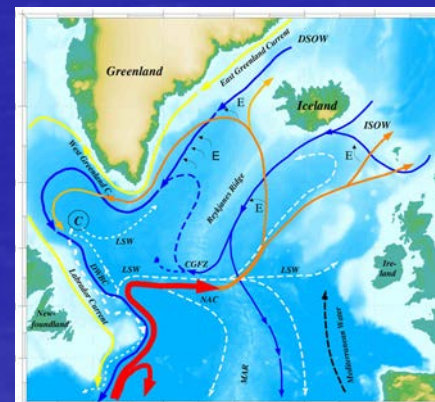 DSOW
Greenland
East Greenland Current
Iceland
ISOW
E
E
E
E
West Greenland C.
Reykjanes Ridge
C
LSW
CGFZ
DWBC
LSW
LSW
Ire-
land
Labrador Current
NAC
New-
foundland
Mediterranean Water
MAR